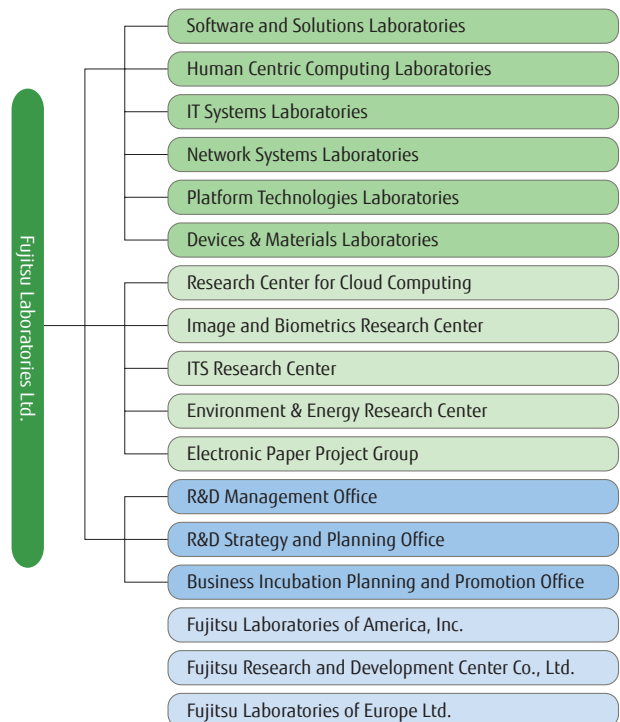 Fujitsu Laboratories Ltd.
Software and Solutions Laboratories
Human Centric Computing Laboratories
IT Systems Laboratories
Network Systems Laboratories
Platform Technologies Laboratories
Devices & Materials Laboratories
Research Center for Cloud Computing
Image and Biometrics Research Center
ITS Research Center
Environment & Energy Research Center
Electronic Paper Project Group
R&D Management Office
R&D Strategy and Planning Office
Business Incubation Planning and Promotion Office
Fujitsu Laboratories of America, Inc.
Fujitsu Research and Development Center Co., Ltd.
Fujitsu Laboratories of Europe Ltd.